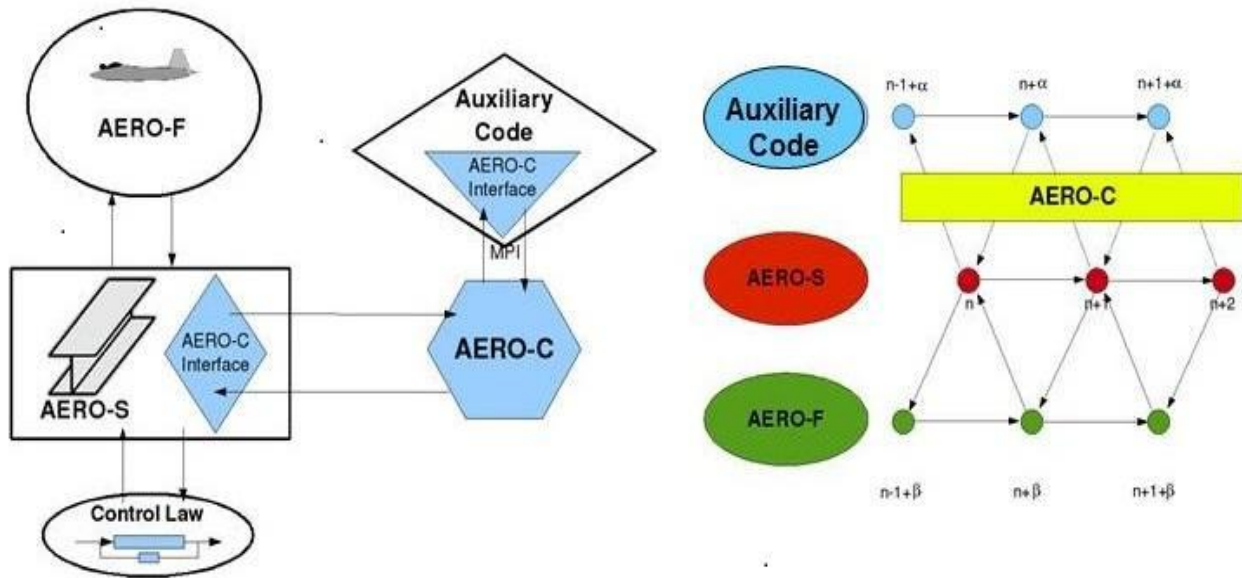 AERO-F
Auxiliary
Code
AERO-C
Interface
MPI
AERO-C
Interface
AERO-S
AERO-C
Control Law
Auxiliary
Code
n-1+α
n+α
n+1+α
AERO-C
AERO-S
n
n+1
n+2
AERO-F
n-1+β
n+β
n+1+β